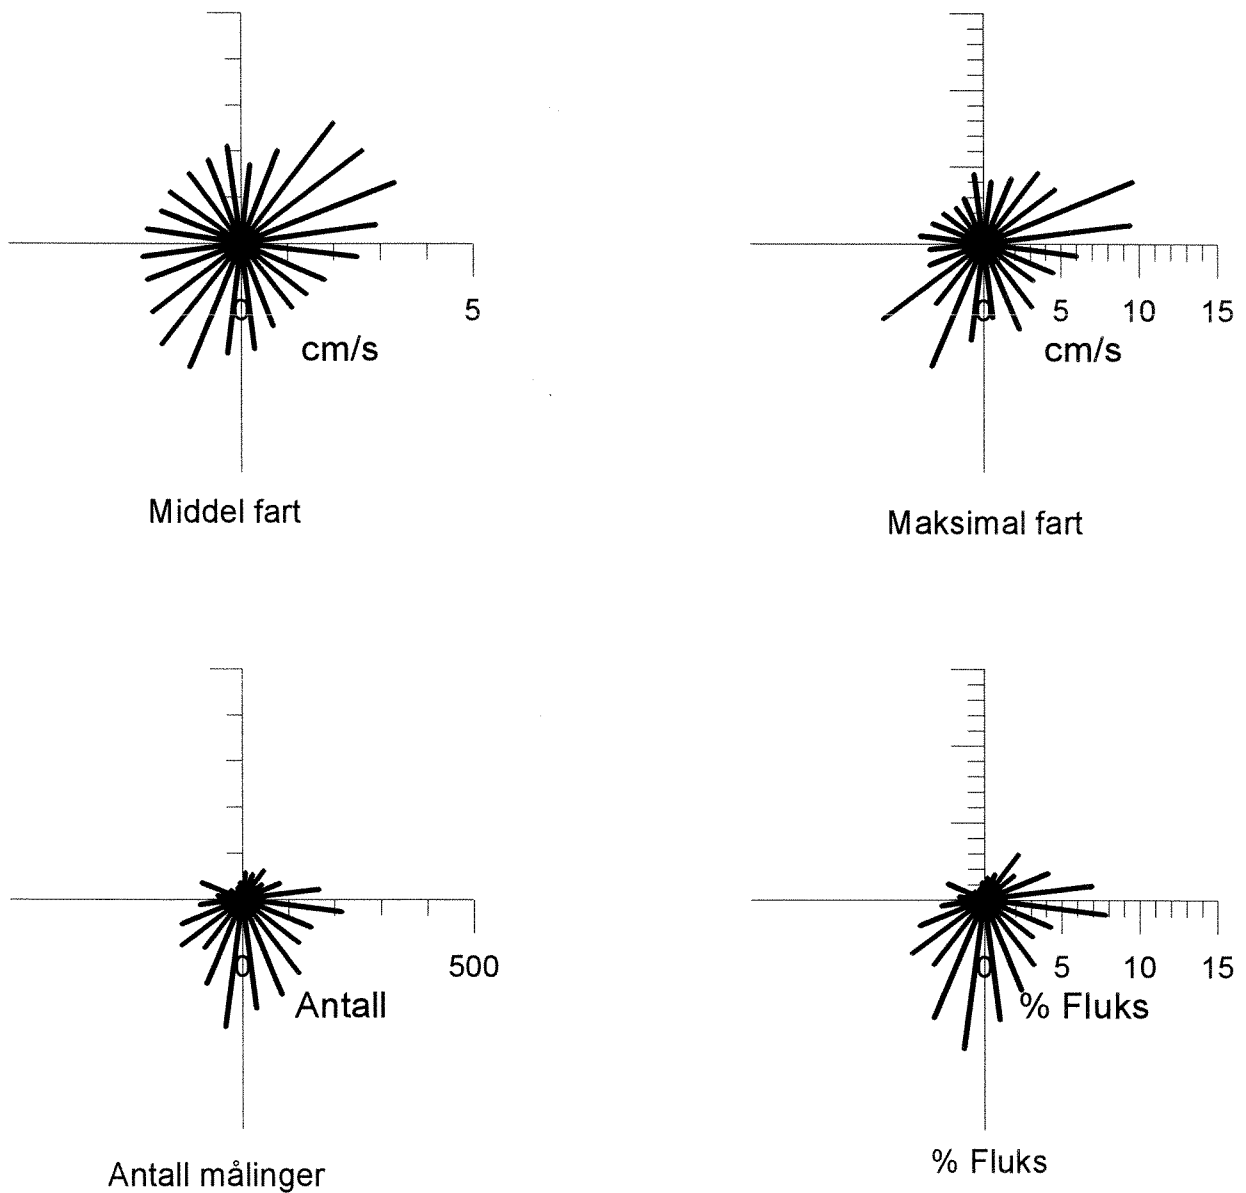 0 5
cm/s
Middel fart
0 5 10 15
cm/s
Maksimal fart
0 500
Antall
Antall målinger
0 5 10 15
% Fluks
% Fluks